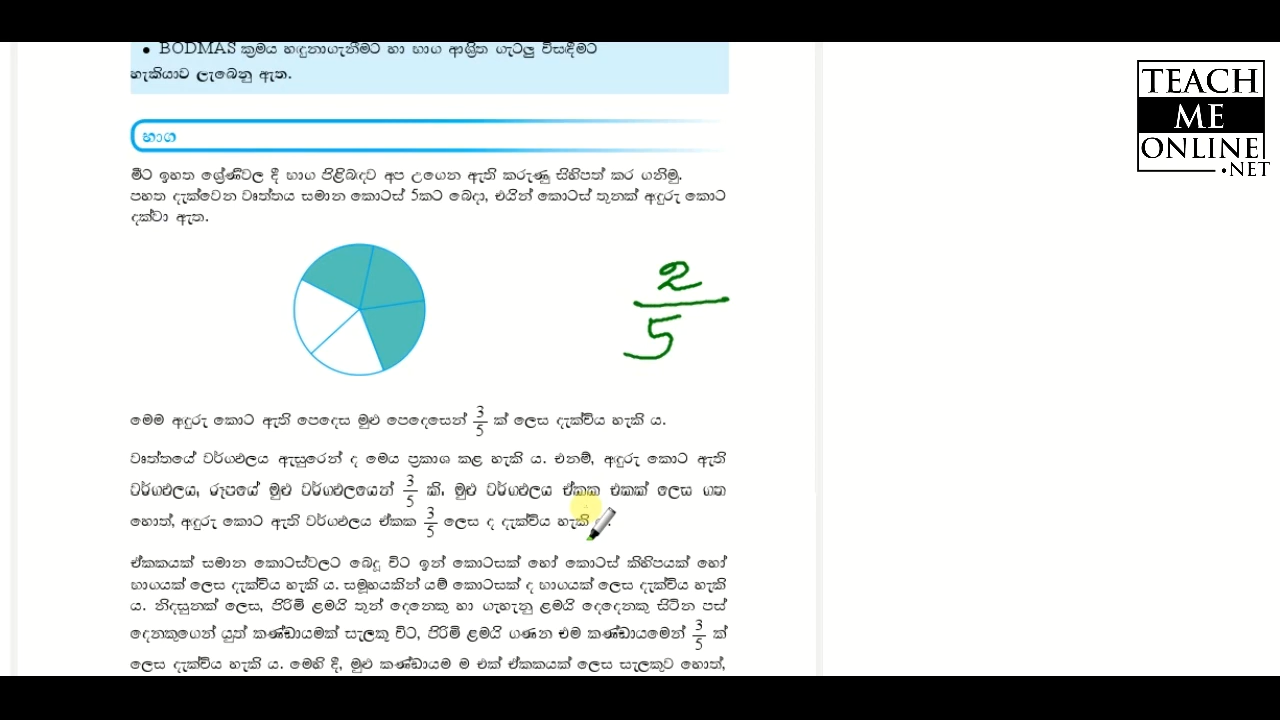 • BODMAS ක්‍රමය හඳුනාගැනීමට හා භාග ආශ්‍රිත ගැටලු විසඳීමට
හැකියාව ලැබෙනු ඇත.
භාග
මීට ඉහත ශ්‍රේණිවල දී භාග පිළිබඳව අප උගෙන ඇති කරුණු සිහිපත් කර ගනිමු.
පහත දැක්වෙන වෘත්තය සමාන කොටස් 5කට බෙදා, එයින් කොටස් තුනක් අඳුරු කොට
දක්වා ඇත.
2
5
මෙම අඳුරු කොට ඇති පෙදෙස මුළු පෙදෙසෙන් 3/5 ක් ලෙස දැක්විය හැකි ය.
වෘත්තයේ වර්ගඵලය ඇසුරෙන් ද මෙය ප්‍රකාශ කළ හැකි ය. එනම්, අඳුරු කොට ඇති
වර්ගඵලය, රූපයේ මුළු වර්ගඵලයෙන් 3/5 කි. මුළු වර්ගඵලය ඒකක එකක් ලෙස ගත
හොත්, අඳුරු කොට ඇති වර්ගඵලය ඒකක 3/5 ලෙස ද දැක්විය හැකි
ඒකකයක් සමාන කොටස්වලට බෙදූ විට ඉන් කොටසක් හෝ කොටස් කිහිපයක් හෝ
භාගයක් ලෙස දැක්විය හැකි ය. සමූහයකින් යම් කොටසක් ද භාගයක් ලෙස දැක්විය හැකි
ය. නිදසුනක් ලෙස, පිරිමි ළමයි තුන් දෙනෙකු හා ගැහැනු ළමයි දෙදෙනකු සිටින පස්
දෙනකුගෙන් යුත් කණ්ඩායමක් සැලකූ විට, පිරිමි ළමයි ගණන එම කණ්ඩායමෙන් 3/5 ක්
ලෙස දැක්විය හැකි ය. මෙහි දී, මුළු කණ්ඩායම ම එක් ඒකකයක් ලෙස සැලකුව හොත්,
TEACH
ME
ONLINE
.NET